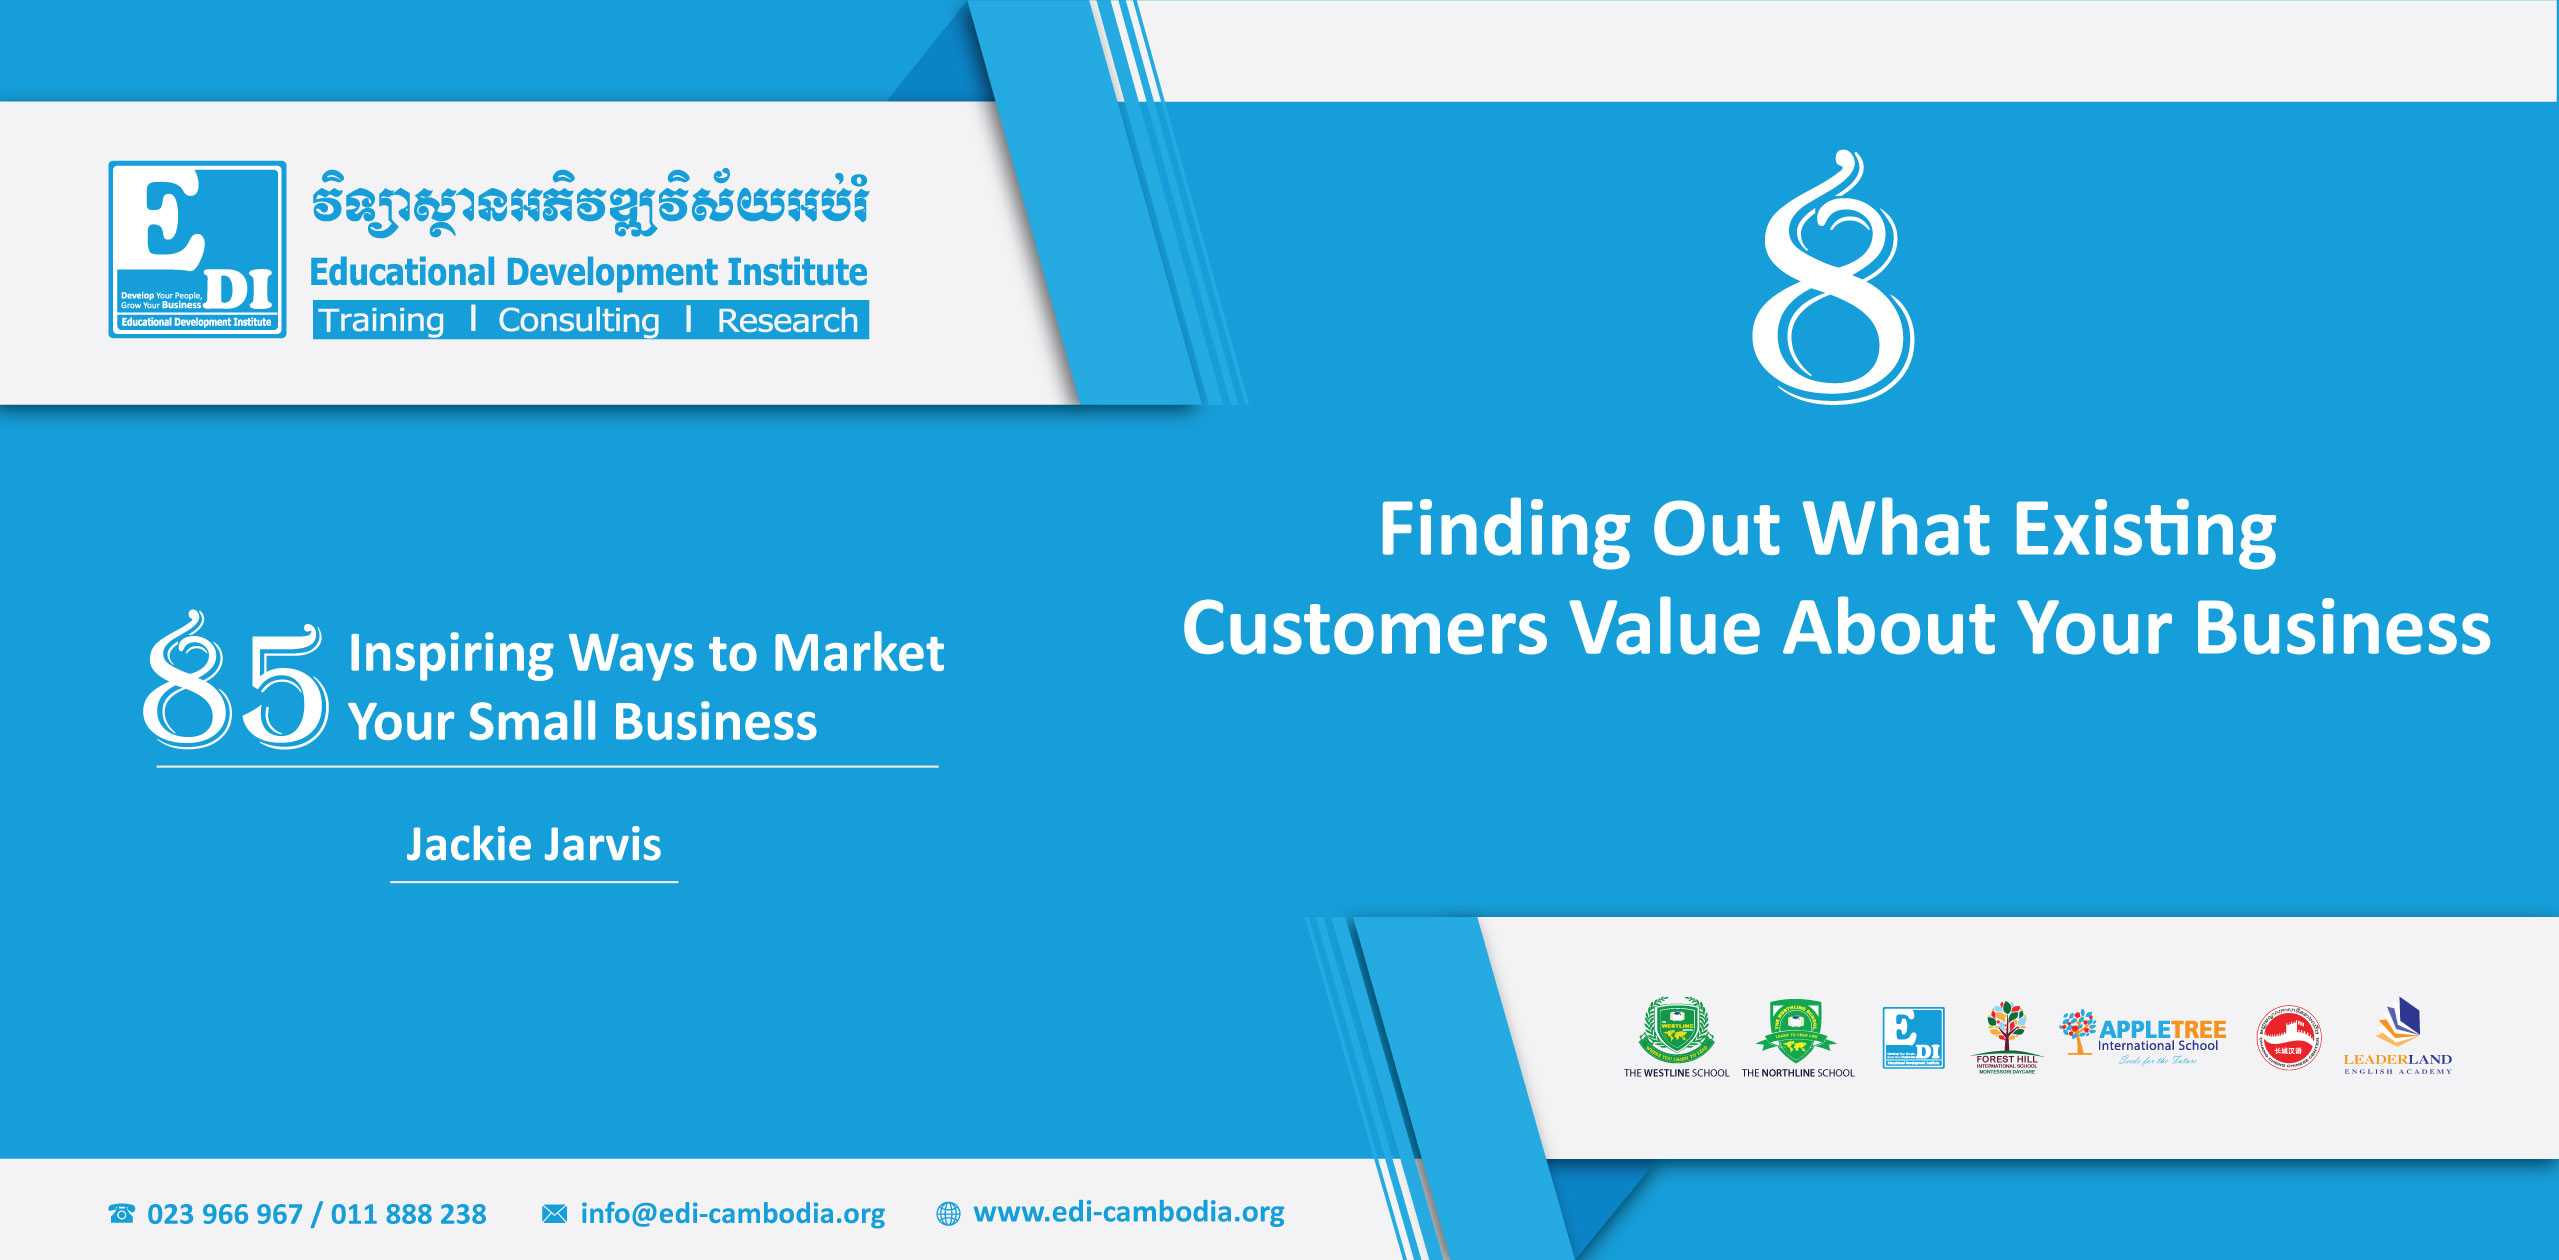 វិទ្យាស្ថានអភិវឌ្ឍវិស័យអប់រំ
Educational Development Institute
Training | Consulting | Research
EDI
Develop Your People,
Grow Your Business
Educational Development Institute
8
Finding Out What Existing
Customers Value About Your Business
85 Inspiring Ways to Market
Your Small Business
Jackie Jarvis
THE WESTLINE SCHOOL
THE NORTHLINE SCHOOL
EDI
FOREST HILL
INTERNATIONAL SCHOOL
MONTESSORI DAYCARE
APPLETREE
International School
Seeds for the Future
长城汉语
LEADERLAND
ENGLISH ACADEMY
023 966 967 / 011 888 238
info@edi-cambodia.org
www.edi-cambodia.org